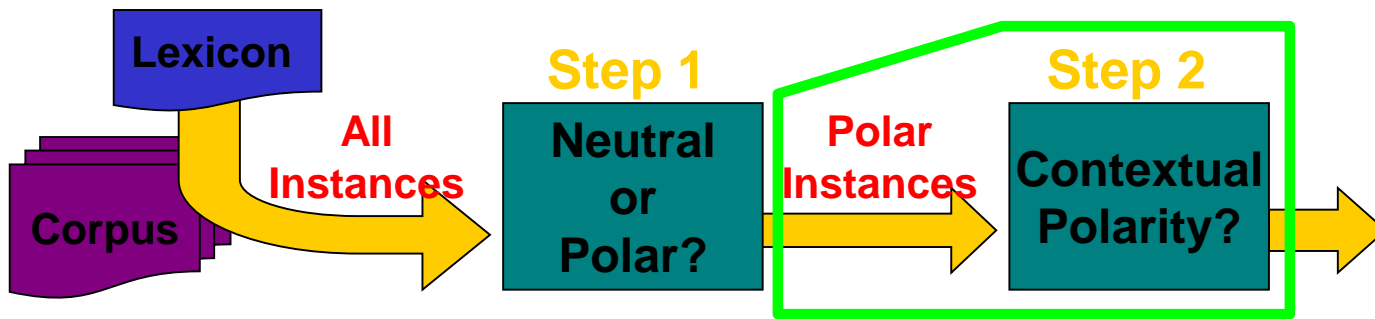 Lexicon
Corpus
All
Instances
Step 1
Neutral
or
Polar?
Polar
Instances
Step 2
Contextual
Polarity?